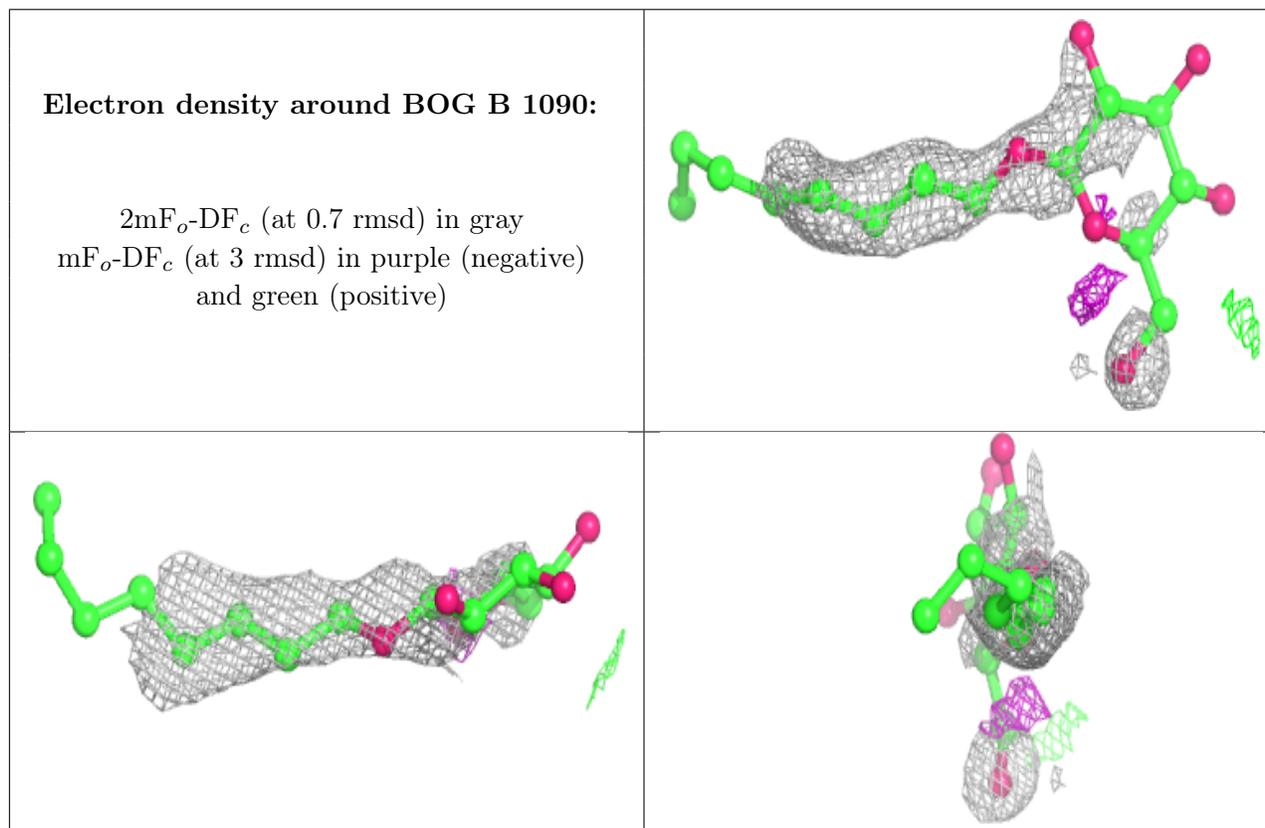 Electron density around BOG B 1090:
2mFₒ-DF𝒸 (at 0.7 rmsd) in gray
mFₒ-DF𝒸 (at 3 rmsd) in purple (negative)
and green (positive)